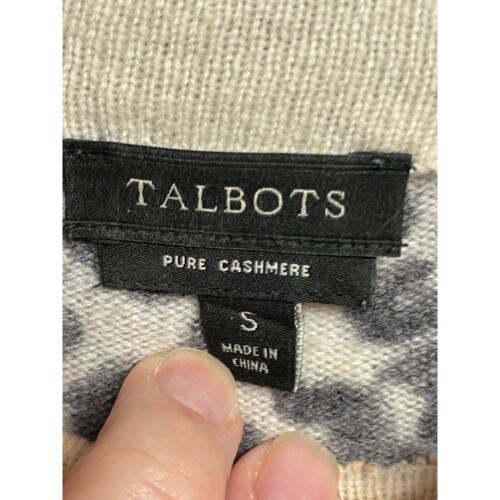 TALBOTS
PURE CASHMERE
S
MADE IN
CHINA